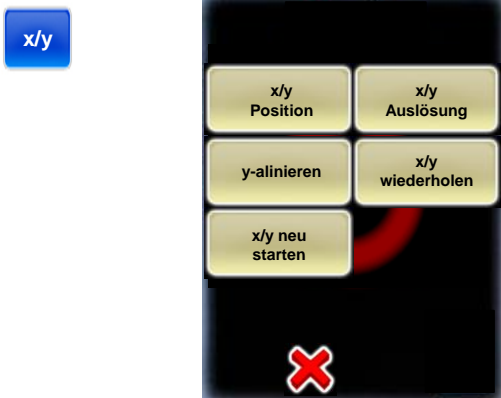 x/y
x/y
Position
x/y
Auslösung
y-alinieren
x/y
wiederholen
x/y neu
starten